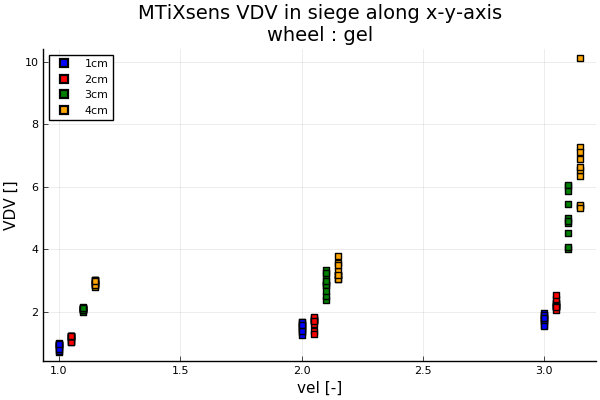 MTiXsens VDV in siege along x-y-axis
wheel : gel
1cm
2cm
3cm
4cm
10
8
6
4
2
VDV []
1.0 1.5 2.0 2.5 3.0
vel [-]